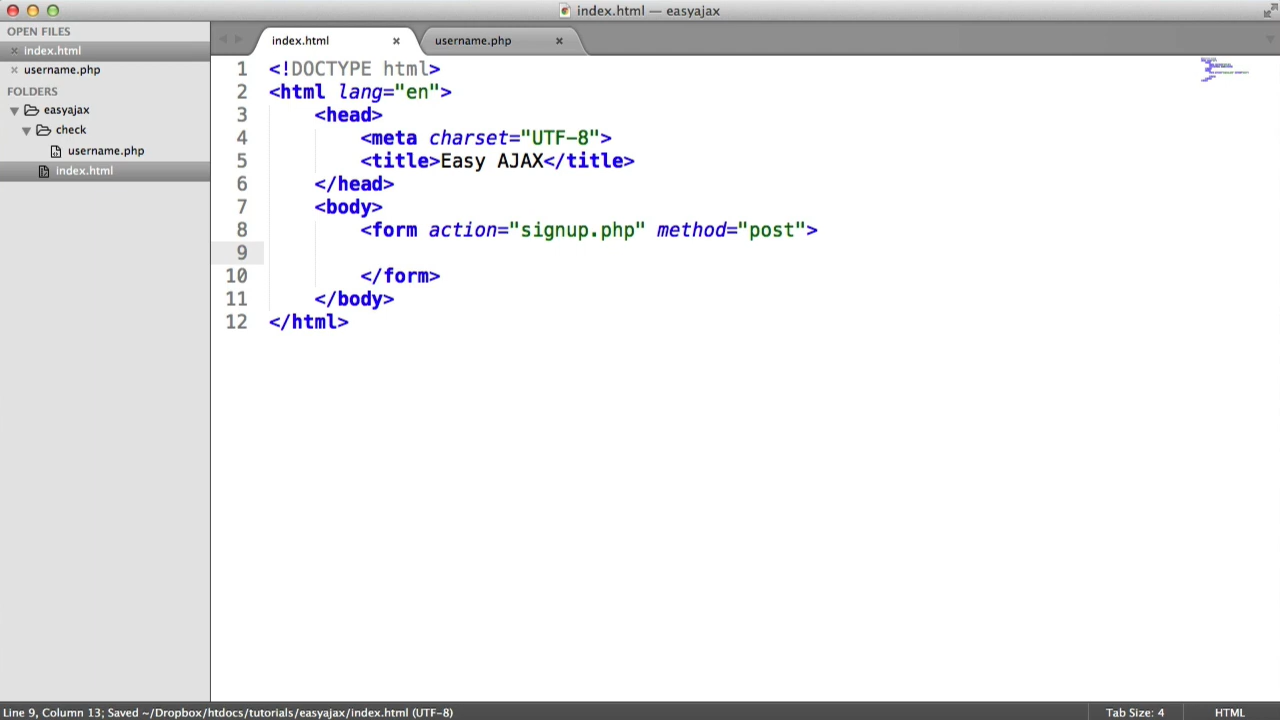 index.html — easyajax
OPEN FILES
index.html
username.php
FOLDERS
easyajax
check
username.php
index.html
index.html
username.php
1 <!DOCTYPE html>
2 <html lang="en">
3 <head>
4 <meta charset="UTF-8">
5 <title>Easy AJAX</title>
6 </head>
7 <body>
8 <form action="signup.php" method="post">
9
10 </form>
11 </body>
12 </html>
Line 9, Column 13; Saved ~/Dropbox/htdocs/tutorials/easyajax/index.html (UTF-8)
Tab Size: 4
HTML